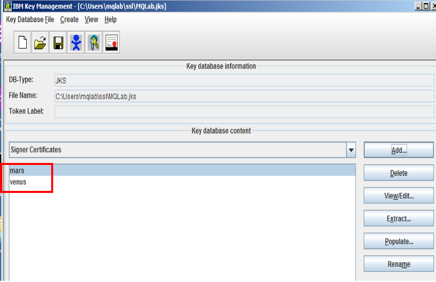 IBM Key Management - [C:\Users\mqlab\ssl\MQLab.jks]
Key Database File Create View Help
Key database information
DB-Type: JKS
File Name: C:\Users\mqlab\ssl\MQLab.jks
Token Label:
Key database content
Signer Certificates Add...
mars
Delete
venus
View/Edit...
Extract...
Populate...
Rename